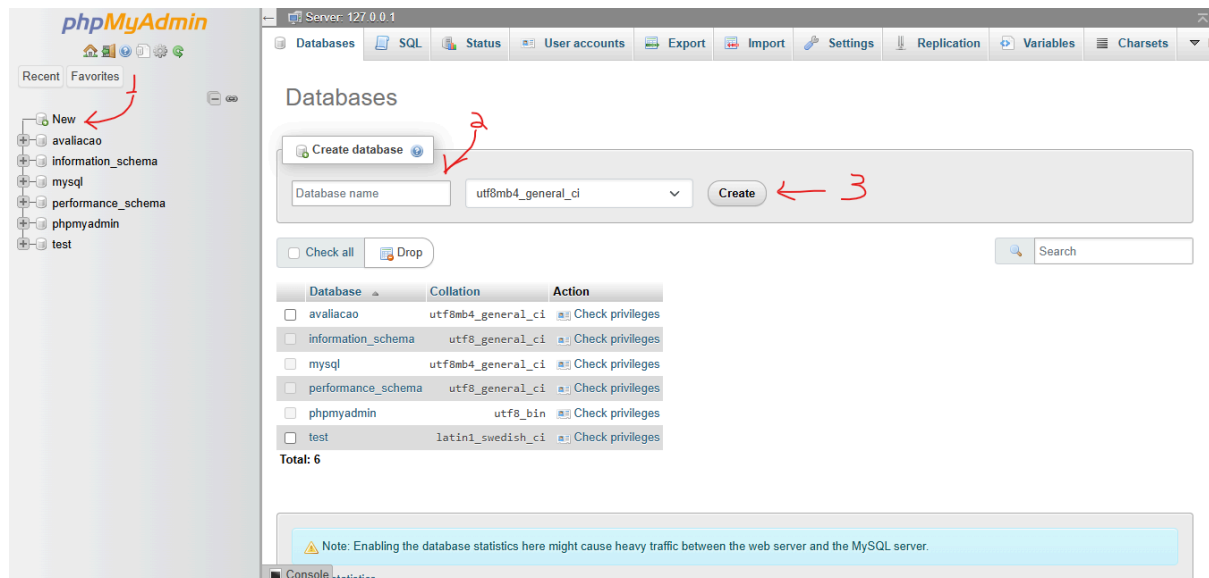 phpMyAdmin
Recent Favorites
1
New
avaliacao
information_schema
mysql
performance_schema
phpmyadmin
test
Server: 127.0.0.1
Databases SQL Status User accounts Export Import Settings Replication Variables Charsets
Databases
2
Create database
Database name utf8mb4_general_ci Create 3
Check all Drop Search
Database Collation Action
avaliacao utf8mb4_general_ci Check privileges
information_schema utf8_general_ci Check privileges
mysql utf8mb4_general_ci Check privileges
performance_schema utf8_general_ci Check privileges
phpmyadmin utf8_bin Check privileges
test latin1_swedish_ci Check privileges
Total: 6
Note: Enabling the database statistics here might cause heavy traffic between the web server and the MySQL server.
Console statistics